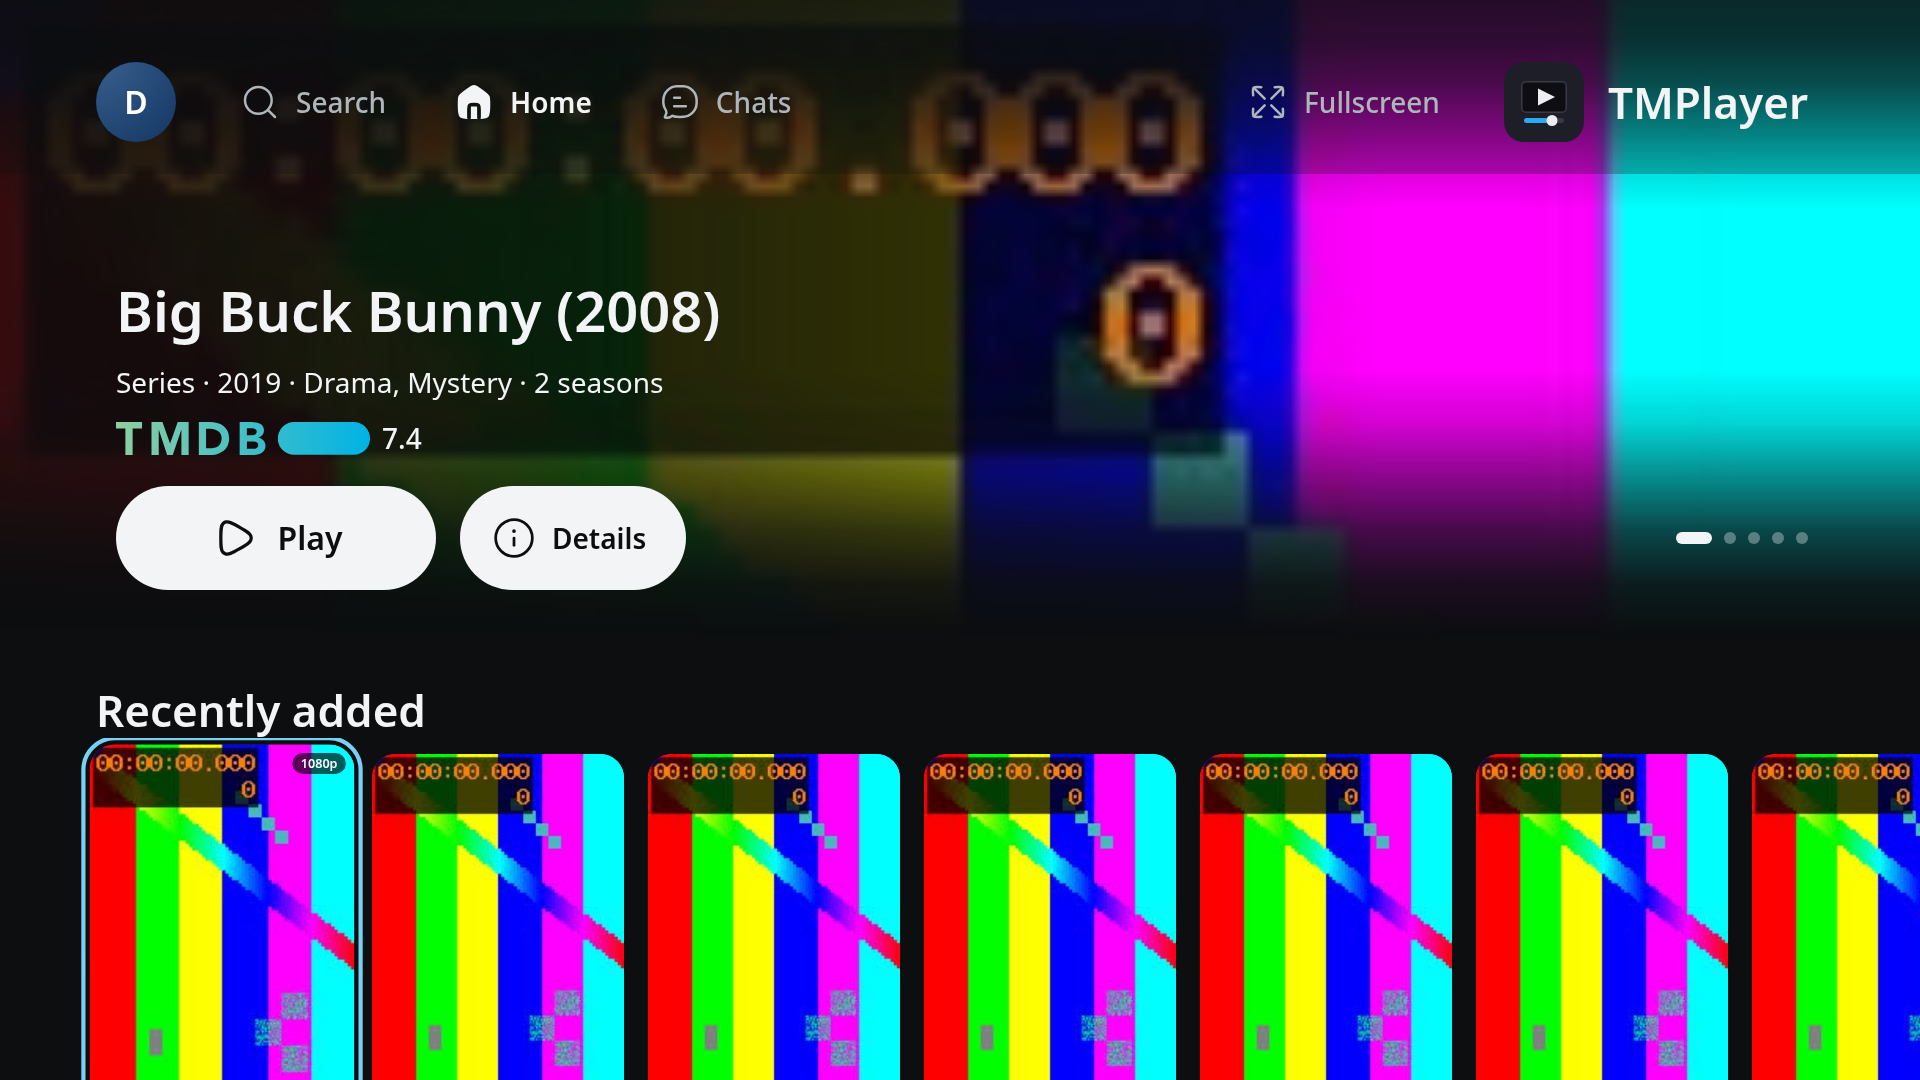 D
Search
Home
Chats
Fullscreen
TMPlayer
00:00:00.000
0
Big Buck Bunny (2008)
Series · 2019 · Drama, Mystery · 2 seasons
TMDB 7.4
Play
Details
Recently added
00:00:00.000
0
1080p
00:00:00.000
0
00:00:00.000
0
00:00:00.000
0
00:00:00.000
0
00:00:00.000
0
00:00:00.000
0